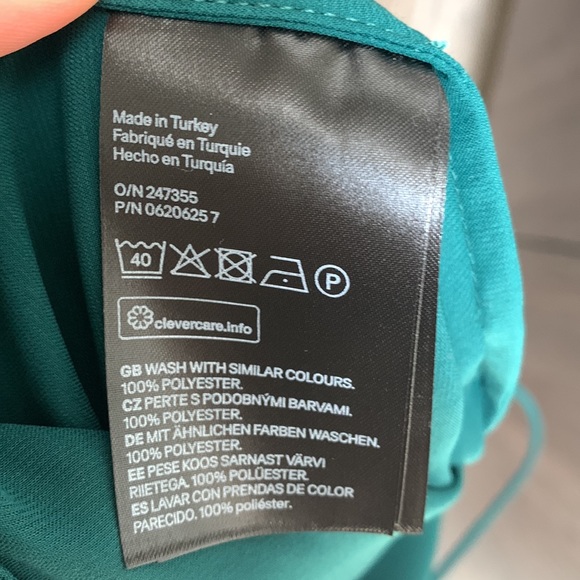 Made in Turkey
Fabriqué en Turquie
Hecho en Turquía
O/N 247355
P/N 0620625 7
40
P
clevercare.info
GB WASH WITH SIMILAR COLOURS.
100% POLYESTER.
CZ PERTE S PODOBNÝMI BARVAMI.
100% POLYESTER.
DE MIT ÄHNLICHEN FARBEN WASCHEN.
100% POLYESTER.
EE PESE KOOS SARNAST VÄRVI
RIIETEGA. 100% POLÜESTER.
ES LAVAR CON PRENDAS DE COLOR
PARECIDO. 100% poliéster.